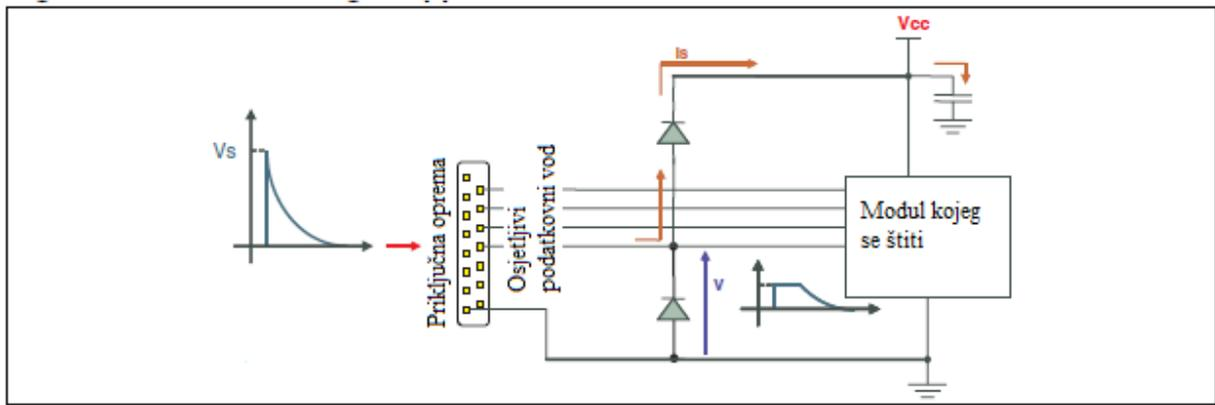 Vcc
Is
Vs
Priključna oprema
Osjetljivi
podatkovni vod
Modul kojeg
se štiti
V